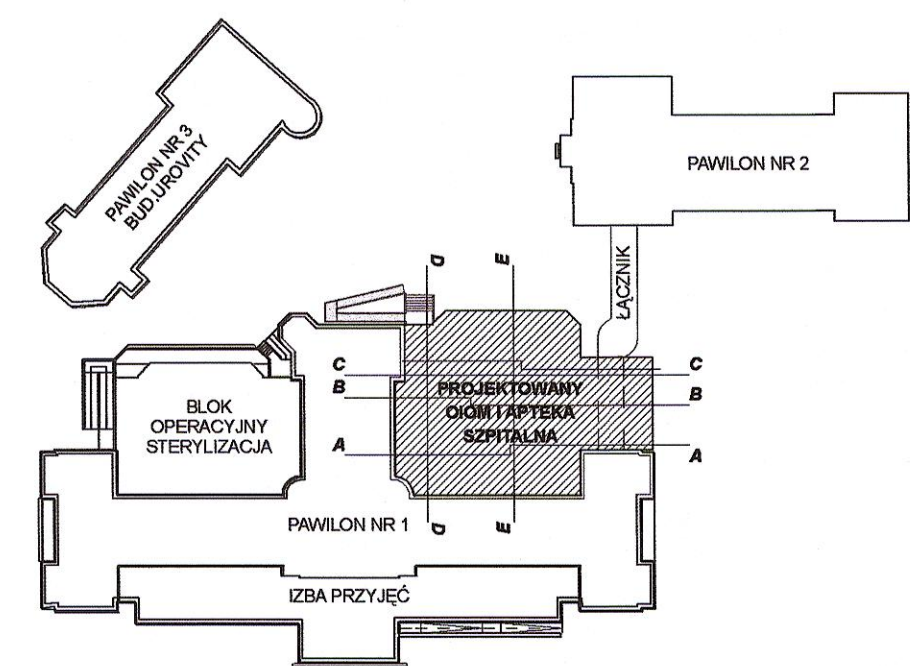 PAWILON NR 3
BUD.UROVITY
PAWILON NR 2
ŁĄCZNIK
D
E
C
C
B
B
PROJEKTOWANY
OIOM I APTEKA
SZPITALNA
BLOK
OPERACYJNY
STERYLIZACJA
A
A
PAWILON NR 1
D
E
IZBA PRZYJĘĆ